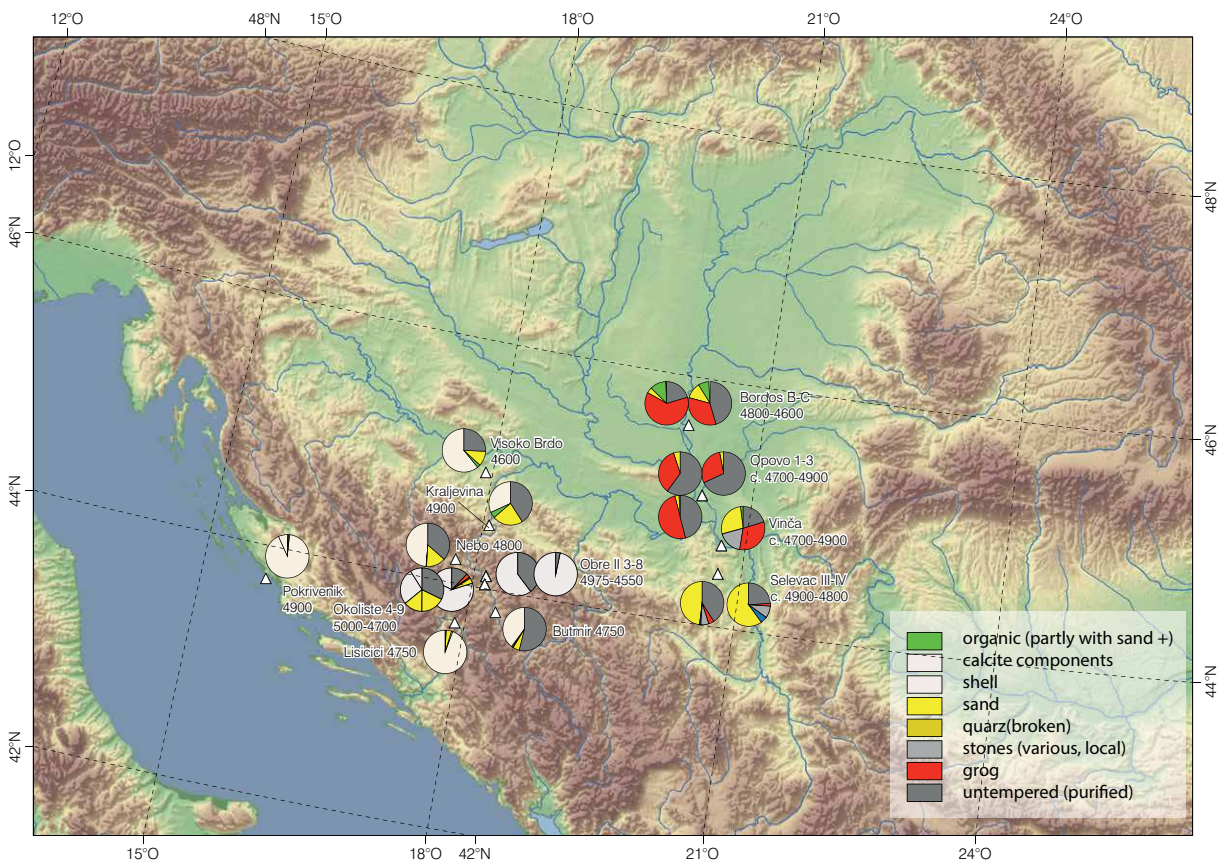 12°O
48°N
15°O
18°O
21°O
24°O
12°O
46°N
44°N
42°N
48°N
46°N
44°N
Bordos B-C
4800-4600
Visoko Brdo
4600
Opovo 1-3
c. 4700-4900
Kraljevina
4900
Vinča
c. 4700-4900
Nebo 4800
Obre II 3-8
4975-4550
Selevac III-IV
c. 4900-4800
Pokrivenik
4900
Okoliste 4-9
5000-4700
Butmir 4750
Lisicici 4750
organic (partly with sand +)
calcite components
shell
sand
quarz(broken)
stones (various, local)
grog
untempered (purified)
15°O
18°O
42°N
21°O
24°O